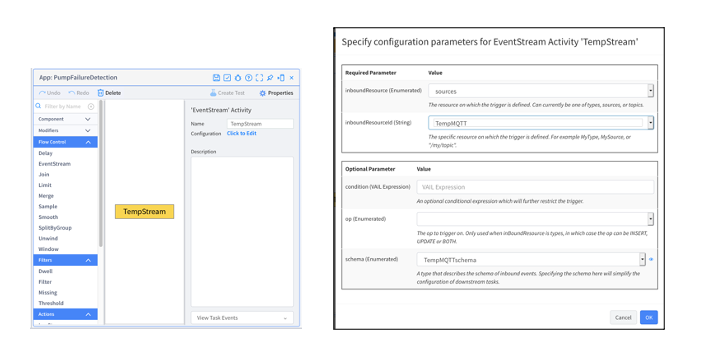 App: PumpFailureDetection
Undo Redo Delete Create Test Properties
Filter by Name
Component
Modifiers
Flow Control
Delay
EventStream
Join
Limit
Merge
Sample
Smooth
SplitByGroup
Unwind
Window
Filters
Dwell
Filter
Missing
Threshold
Actions
TempStream
'EventStream' Activity
Name TempStream
Configuration Click to Edit
Description
View Task Events
Specify configuration parameters for EventStream Activity 'TempStream'
Required Parameter Value
inboundResource (Enumerated) sources
The resource on which the trigger is defined. Can currently be one of types, sources, or topics.
inboundResourceId (String) TempMQTT
The specific resource on which the trigger is defined. For example MyType, MySource, or
"/my/topic".
Optional Parameter Value
condition (VAIL Expression) VAIL Expression
An optional conditional expression which will further restrict the trigger.
op (Enumerated)
The op to trigger on. Only used when inBoundResource is types, in which case the op can be INSERT,
UPDATE or BOTH.
schema (Enumerated) TempMQTTschema
A type that describes the schema of inbound events. Specifying the schema here will simplify the
configuration of downstream tasks.
Cancel OK